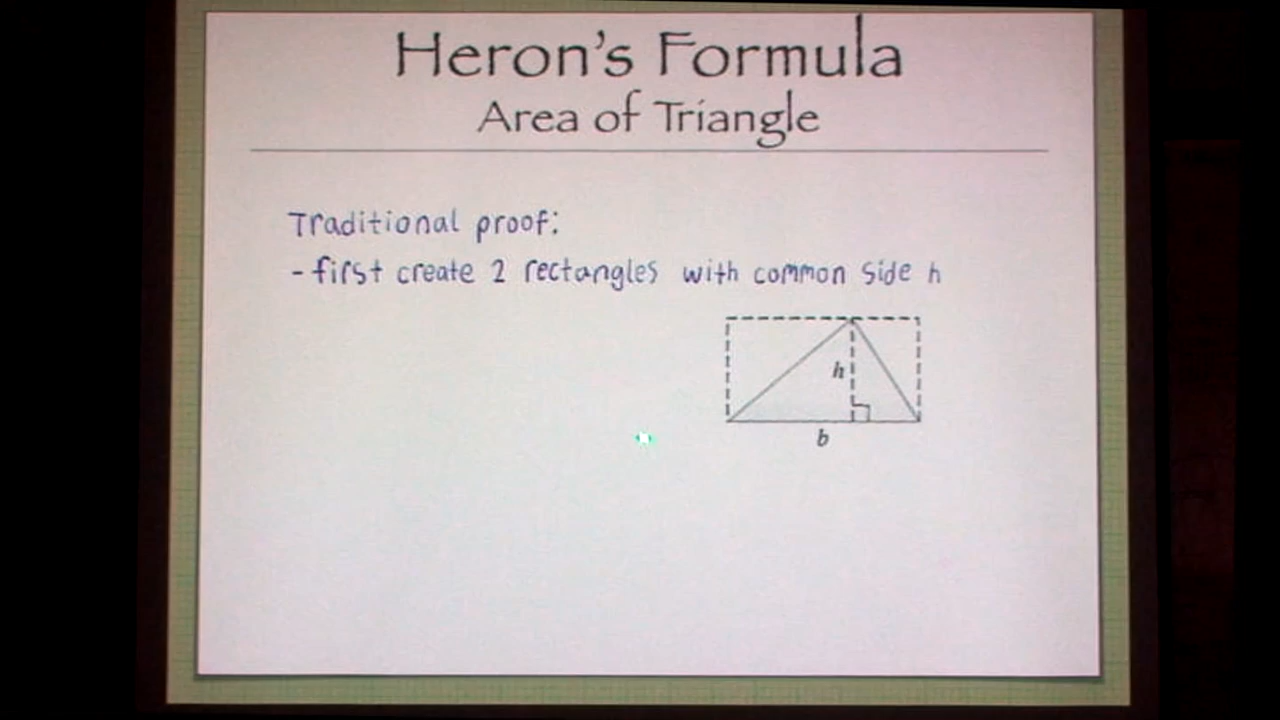 Heron's Formula
Area of Triangle
Traditional proof:
- first create 2 rectangles with common side h
h
b